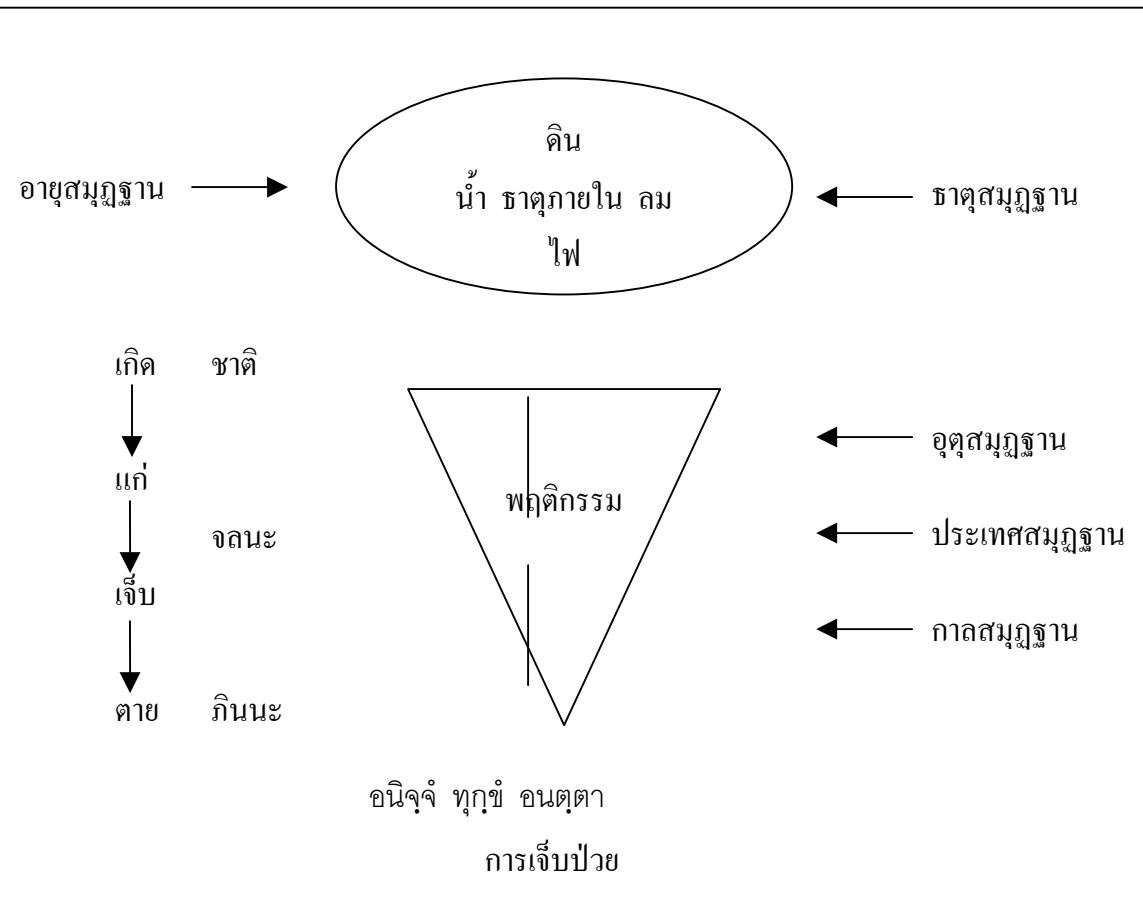 ดิน
อายุสมุฏฐาน
น้ำ ธาตุภายใน ลม
ธาตุสมุฏฐาน
ไฟ
เกิด ชาติ
อุตุสมุฏฐาน
แก่
พฤติกรรม
จลนะ
ประเทศสมุฏฐาน
เจ็บ
กาลสมุฏฐาน
ตาย ภินนะ
อนิจฺจํ ทุกฺขํ อนตฺตา
การเจ็บป่วย